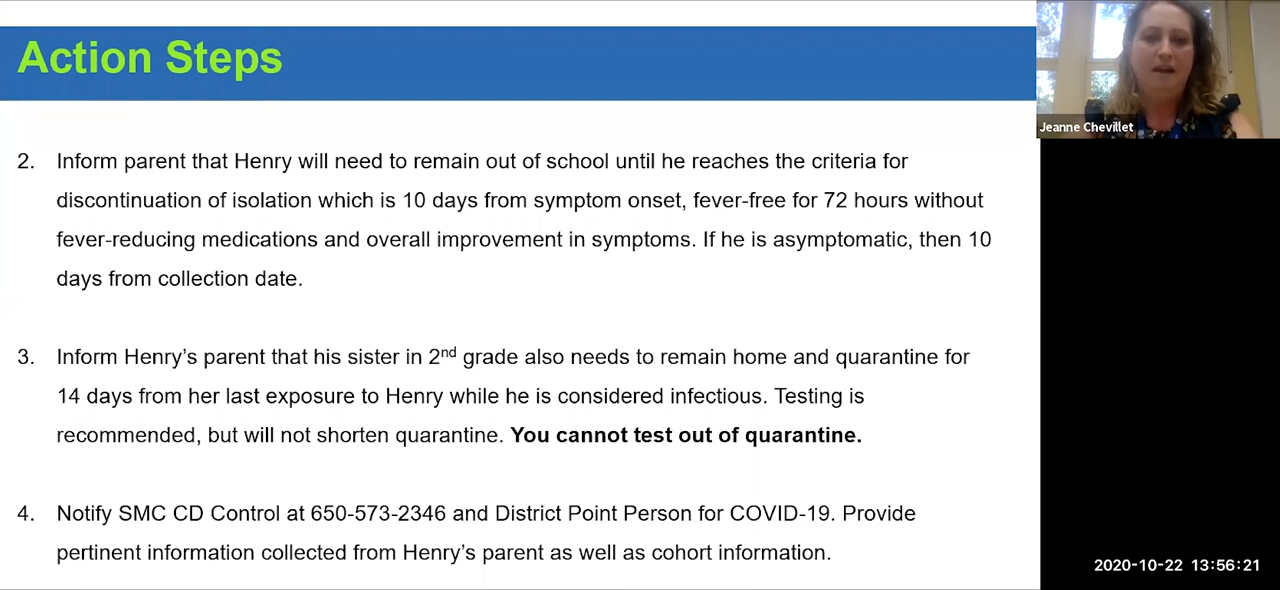 Action Steps
Jeanne Chevillet
2. Inform parent that Henry will need to remain out of school until he reaches the criteria for
discontinuation of isolation which is 10 days from symptom onset, fever-free for 72 hours without
fever-reducing medications and overall improvement in symptoms. If he is asymptomatic, then 10
days from collection date.
3. Inform Henry’s parent that his sister in 2nd grade also needs to remain home and quarantine for
14 days from her last exposure to Henry while he is considered infectious. Testing is
recommended, but will not shorten quarantine. You cannot test out of quarantine.
4. Notify SMC CD Control at 650-573-2346 and District Point Person for COVID-19. Provide
pertinent information collected from Henry’s parent as well as cohort information.
2020-10-22 13:56:21